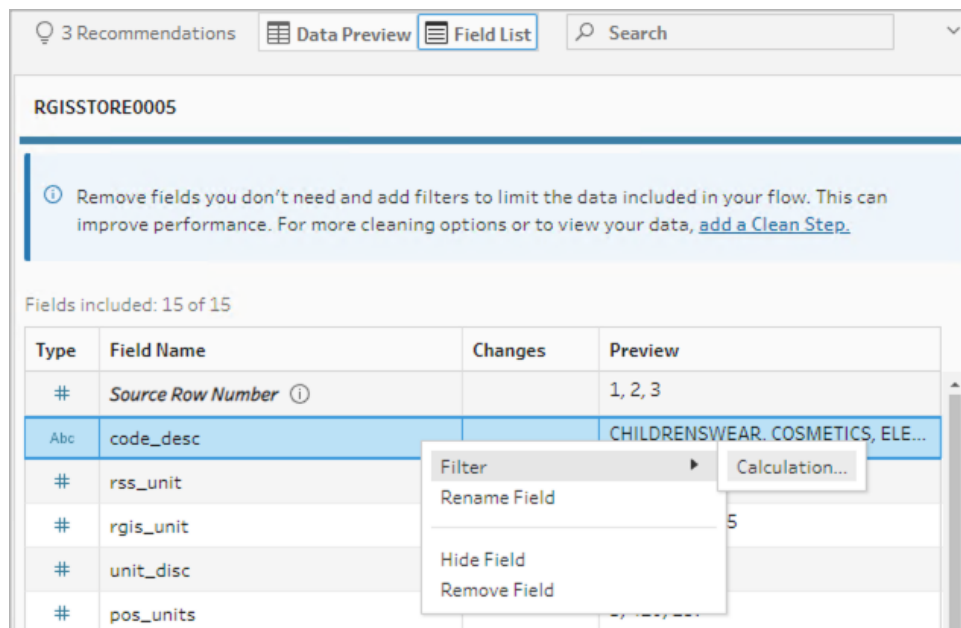 3 Recommendations Data Preview Field List Search
RGISSTORE0005
Remove fields you don't need and add filters to limit the data included in your flow. This can
improve performance. For more cleaning options or to view your data, add a Clean Step.
Fields included: 15 of 15
Type Field Name Changes Preview
# Source Row Number 1, 2, 3
Abc code_desc CHILDRENSWEAR, COSMETICS, ELE...
Filter Calculation...
# rss_unit
Rename Field
# rgis_unit 5
Hide Field
# unit_disc
Remove Field
# pos_units